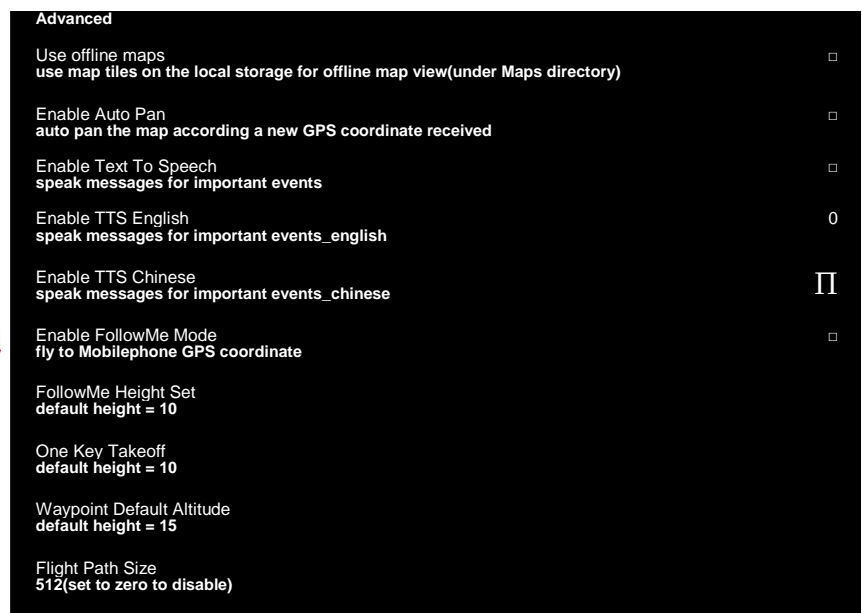 Advanced
Use offline maps □
use map tiles on the local storage for offline map view(under Maps directory)
Enable Auto Pan □
auto pan the map according a new GPS coordinate received
Enable Text To Speech □
speak messages for important events
Enable TTS English 0
speak messages for important events_english
Enable TTS Chinese П
speak messages for important events_chinese
Enable FollowMe Mode □
fly to Mobilephone GPS coordinate
FollowMe Height Set
default height = 10
One Key Takeoff
default height = 10
Waypoint Default Altitude
default height = 15
Flight Path Size
512(set to zero to disable)